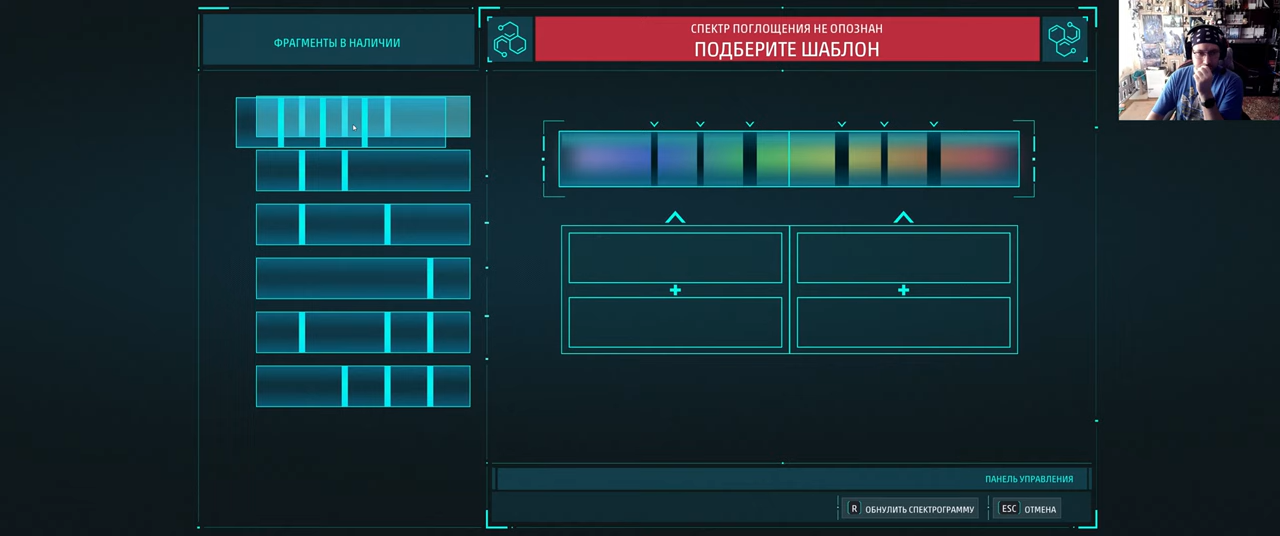 ФРАГМЕНТЫ В НАЛИЧИИ
СПЕКТР ПОГЛОЩЕНИЯ НЕ ОПОЗНАН
ПОДБЕРИТЕ ШАБЛОН
ПАНЕЛЬ УПРАВЛЕНИЯ
R ОБНУЛИТЬ СПЕКТРОГРАММУ
ESC ОТМЕНА